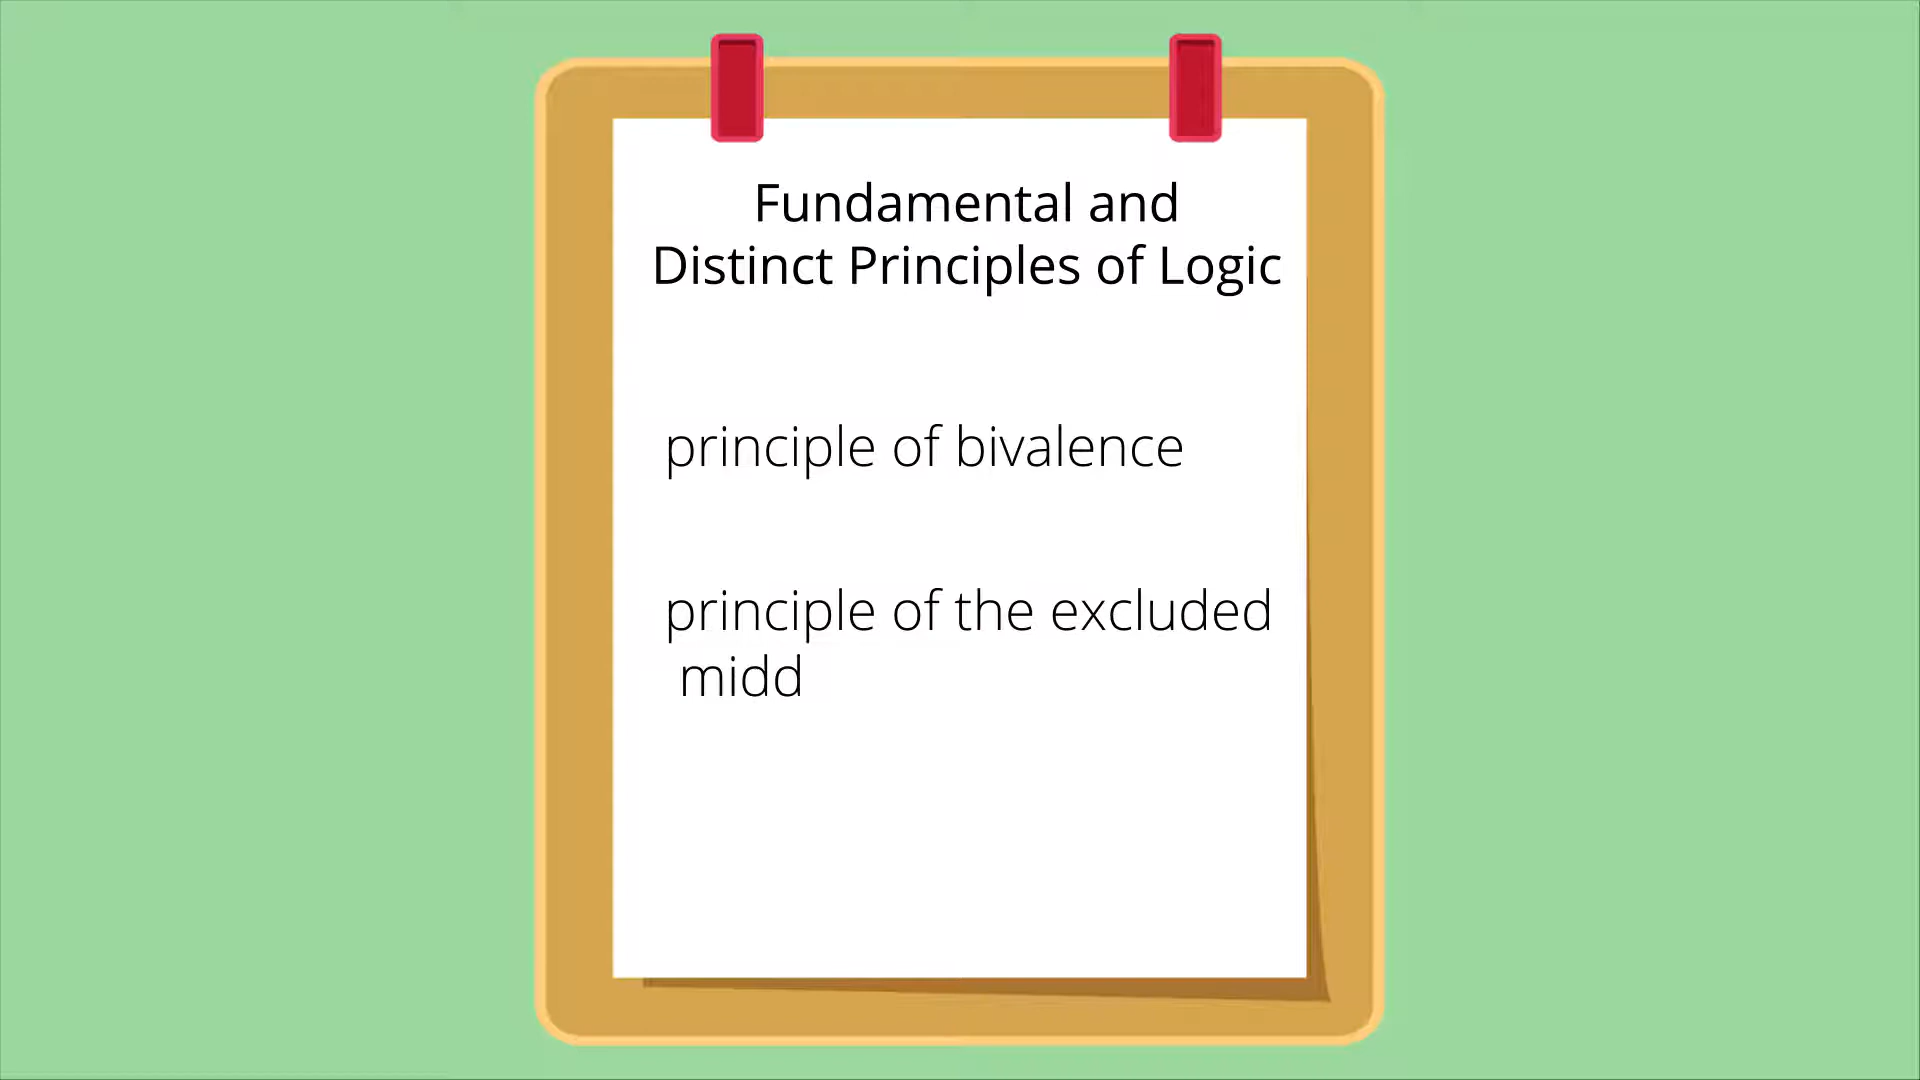 Fundamental and
Distinct Principles of Logic
principle of bivalence
principle of the excluded
midd